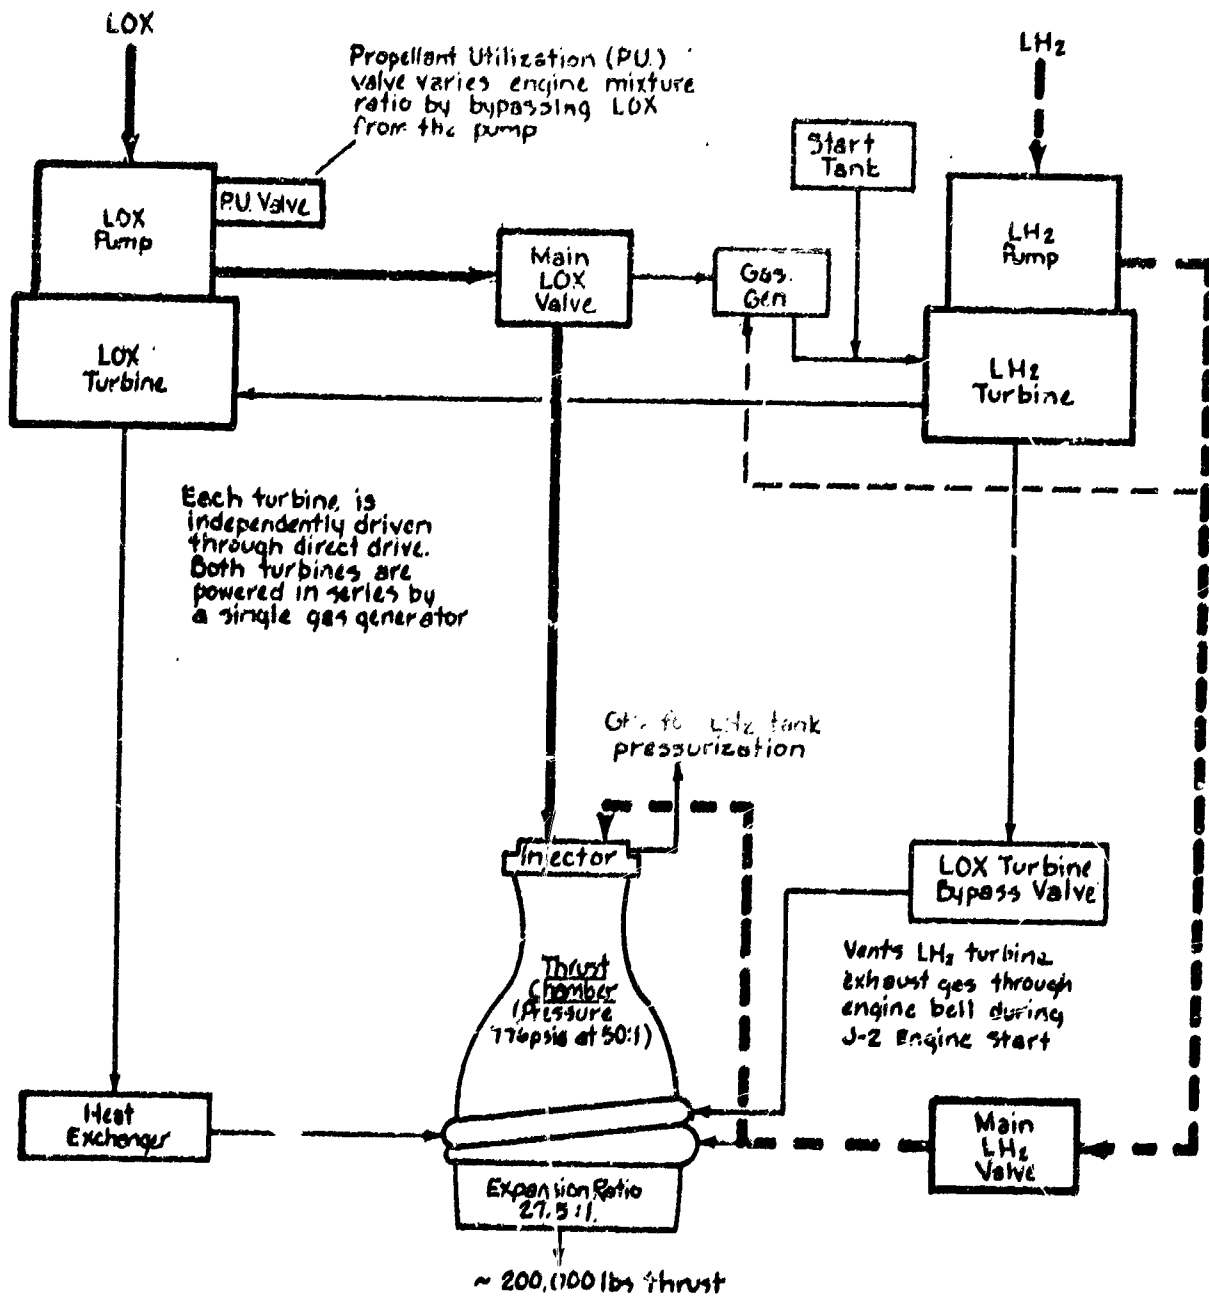 LOX
LH₂
Propellant Utilization (P.U.)
valve varies engine mixture
ratio by bypassing LOX
from the pump
Start
Tank
P.U. Valve
LOX
Pump
LH₂
Pump
Main
LOX
Valve
Gas.
Gen
LOX
Turbine
LH₂
Turbine
Each turbine is
independently driven
through direct drive.
Both turbines are
powered in series by
a single gas generator
for LH₂ tank
pressurization
Injector
LOX Turbine
Bypass Valve
Thrust
Chamber
(Pressure
776psia at 50:1)
Vents LH₂ turbine
exhaust gas through
engine bell during
J-2 Engine Start
Heat
Exchanger
Main
LH₂
Valve
Expansion Ratio
27.5:1.
~ 200,000 lbs thrust